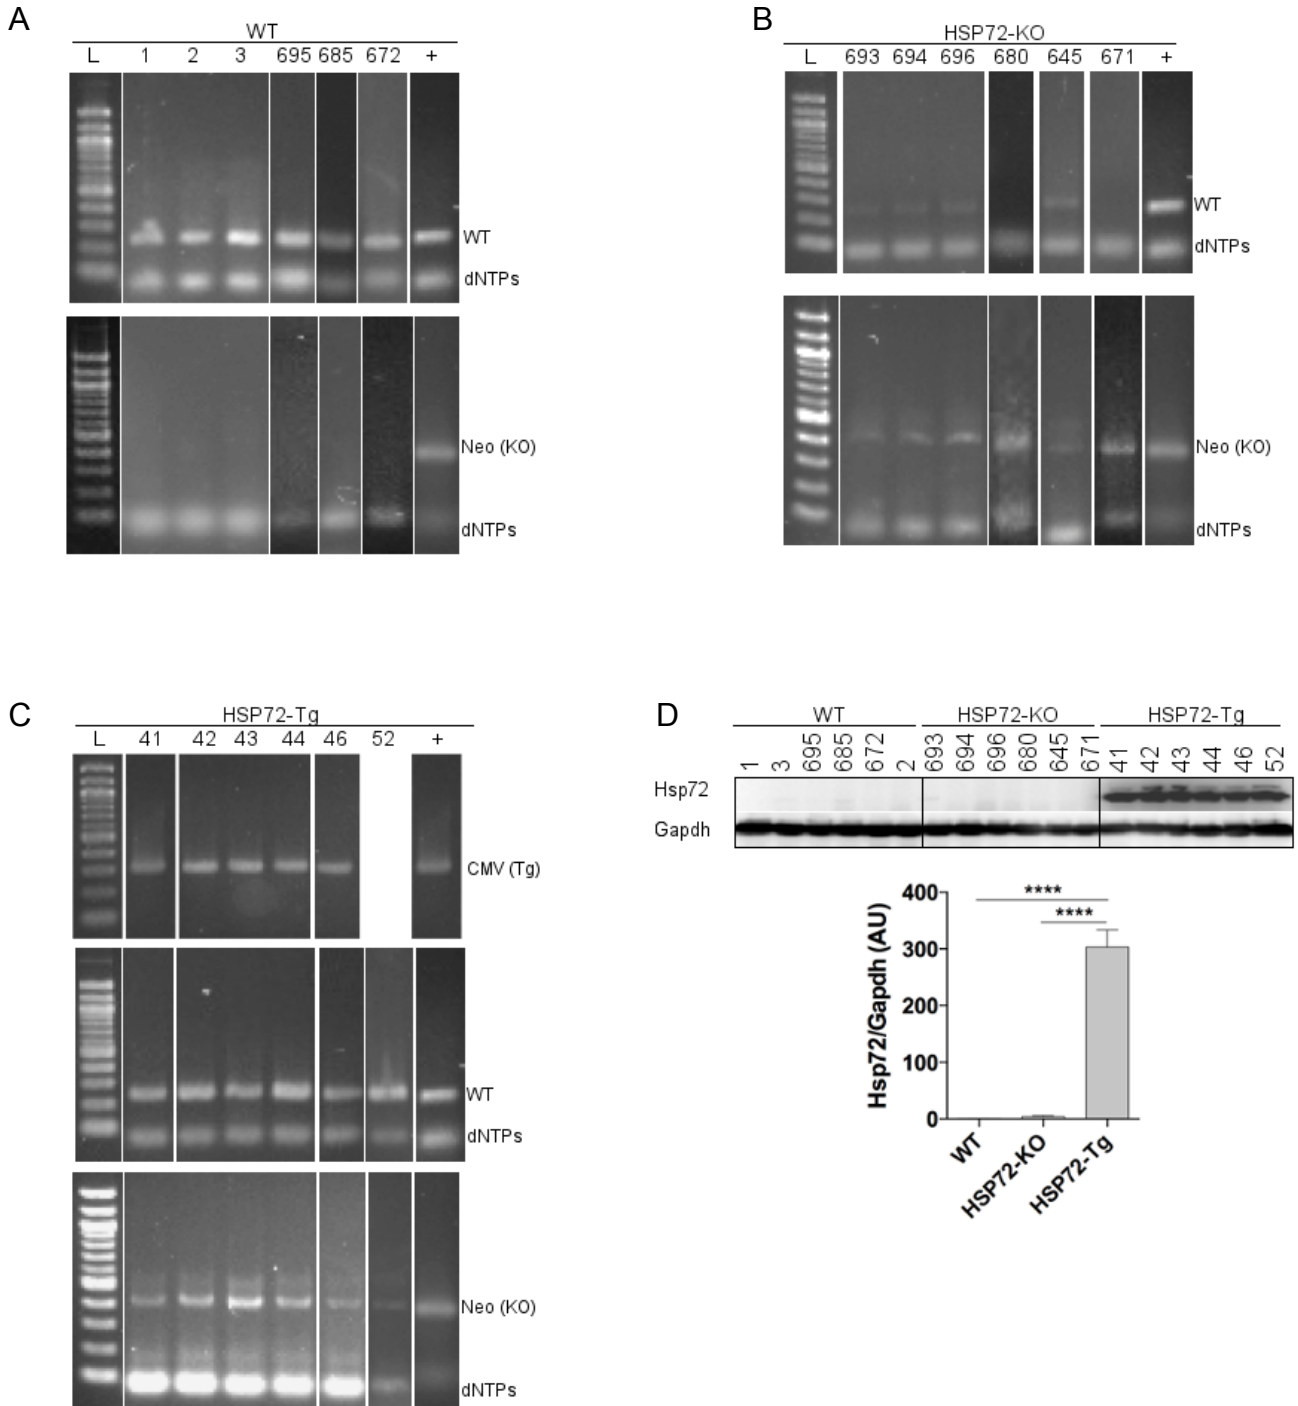 A
WT
L 1 2 3 695 685 672 +
WT
dNTPs
Neo (KO)
dNTPs
B
HSP72-KO
L 693 694 696 680 645 671 +
WT
dNTPs
Neo (KO)
dNTPs
C
HSP72-Tg
L 41 42 43 44 46 52 +
CMV (Tg)
WT
dNTPs
Neo (KO)
dNTPs
D
WT HSP72-KO HSP72-Tg
1 3 695 685 672 2 693 694 696 680 645 671 41 42 43 44 46 52
Hsp72
Gapdh
Hsp72/Gapdh (AU)
400
300
200
100
0
****
****
WT HSP72-KO HSP72-Tg